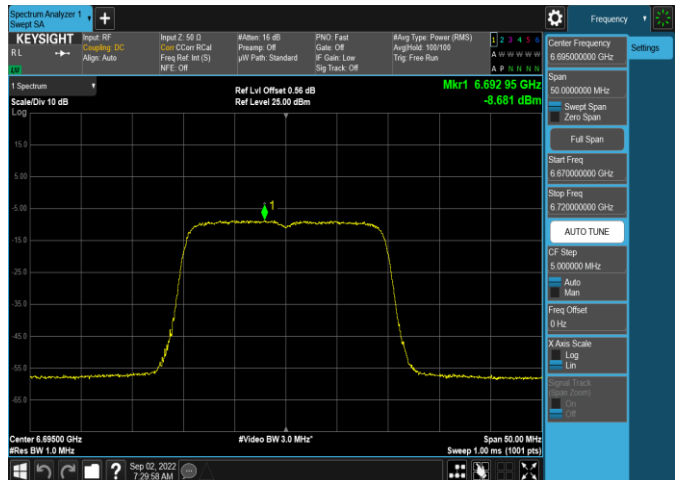 Spectrum Analyzer 1
Swept SA
+
Frequency
KEYSIGHT
Input: RF
Input Z: 50 Ω
#Atten: 16 dB
PNO: Fast
#Avg Type: Power (RMS)
1 2 3 4 5 6
RL
Coupling: DC
Corr CCorr RCal
Preamp: Off
Gate: Off
Avg|Hold: 100/100
A W W W W W
Align: Auto
Freq Ref: Int (S)
µW Path: Standard
IF Gain: Low
Trig: Free Run
NFE: Off
Sig Track: Off
A P N N N N
1 Spectrum
Ref Lvl Offset 0.56 dB
Mkr1 6.692 95 GHz
Scale/Div 10 dB
Ref Level 25.00 dBm
-8.681 dBm
Log
15.0
5.00
-5.00
1
-15.0
-25.0
-35.0
-45.0
-55.0
-65.0
Center 6.69500 GHz
#Video BW 3.0 MHz*
Span 50.00 MHz
#Res BW 1.0 MHz
Sweep 1.00 ms (1001 pts)
?
Sep 02, 2022
7:29:58 AM
Center Frequency
6.695000000 GHz
Settings
Span
50.0000000 MHz
Swept Span
Zero Span
Full Span
Start Freq
6.670000000 GHz
Stop Freq
6.720000000 GHz
AUTO TUNE
CF Step
5.000000 MHz
Auto
Man
Freq Offset
0 Hz
X Axis Scale
Log
Lin
Signal Track
(Span Zoom)
On
Off